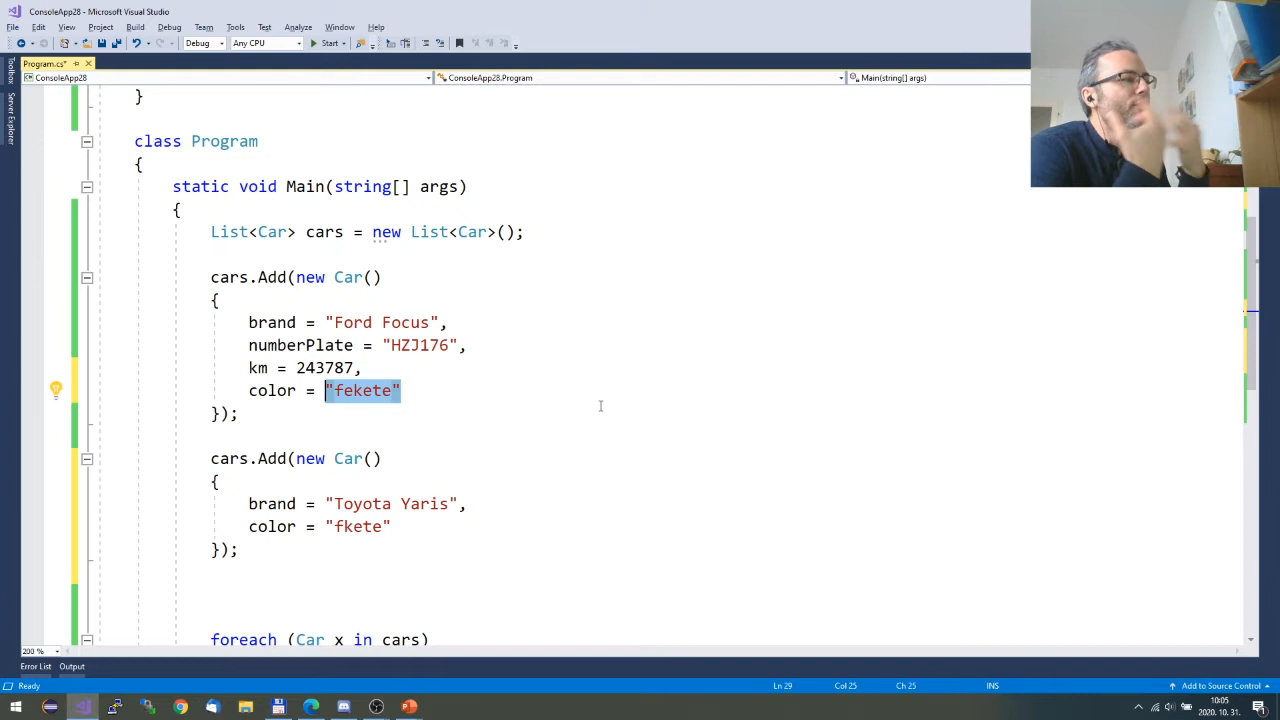 ConsoleApp28 - Microsoft Visual Studio
File Edit View Project Build Debug Team Tools Test Analyze Window Help
Debug Any CPU Start
Program.cs*
ConsoleApp28 ConsoleApp28.Program Main(string[] args)
Toolbox
Server Explorer
}
class Program
{
static void Main(string[] args)
{
List<Car> cars = new List<Car>();
cars.Add(new Car()
{
brand = "Ford Focus",
numberPlate = "HZJ176",
km = 243787,
color = "fekete"
});
cars.Add(new Car()
{
brand = "Toyota Yaris",
color = "fkete"
});
foreach (Car x in cars)
200 %
Error List Output
Ready Ln 29 Col 25 Ch 25 INS Add to Source Control
10:05
2020. 10. 31.